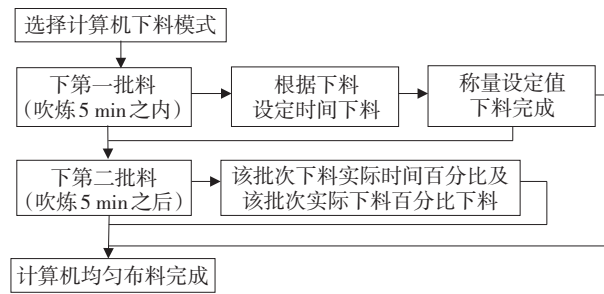 选择计算机下料模式
下第一批料
（吹炼5 min之内）
根据下料
设定时间下料
称量设定值
下料完成
下第二批料
（吹炼5 min之后）
该批次下料实际时间百分比及
该批次实际下料百分比下料
计算机均匀布料完成